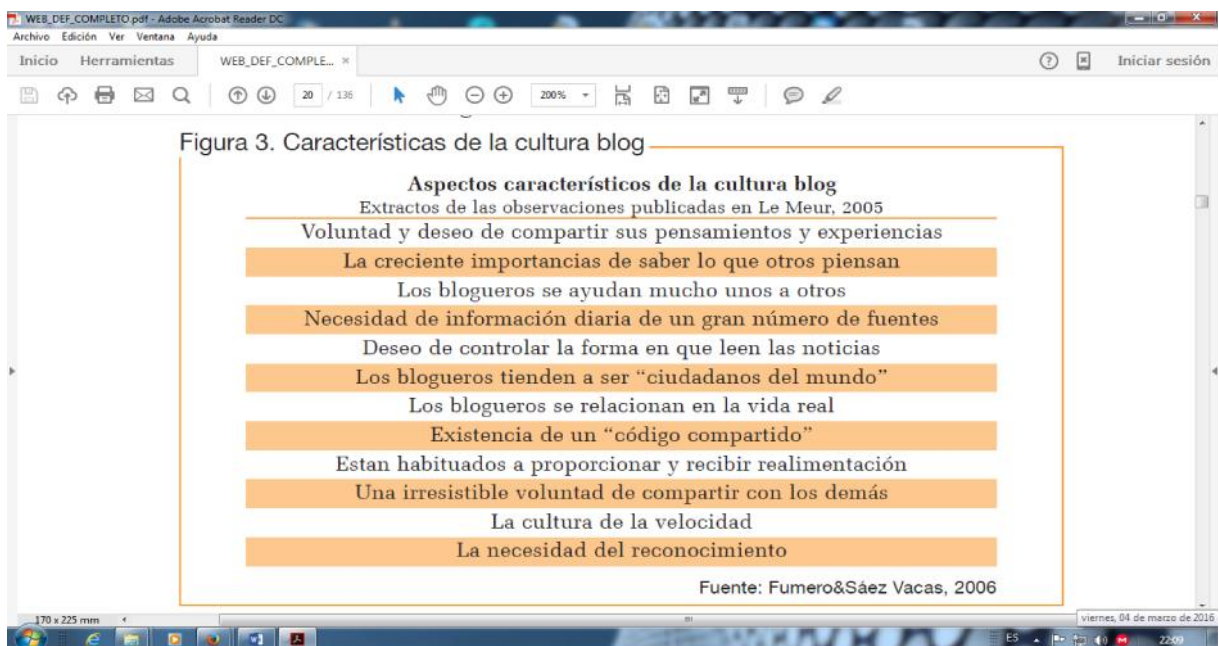 WEB_DEF_COMPLETO.pdf - Adobe Acrobat Reader DC
Archivo Edición Ver Ventana Ayuda
Inicio Herramientas WEB_DEF_COMPLE... × Iniciar sesión
20 / 136 200%
Figura 3. Características de la cultura blog
Aspectos característicos de la cultura blog
Extractos de las observaciones publicadas en Le Meur, 2005
Voluntad y deseo de compartir sus pensamientos y experiencias
La creciente importancias de saber lo que otros piensan
Los blogueros se ayudan mucho unos a otros
Necesidad de información diaria de un gran número de fuentes
Deseo de controlar la forma en que leen las noticias
Los blogueros tienden a ser “ciudadanos del mundo”
Los blogueros se relacionan en la vida real
Existencia de un “código compartido”
Estan habituados a proporcionar y recibir realimentación
Una irresistible voluntad de compartir con los demás
La cultura de la velocidad
La necesidad del reconocimiento
Fuente: Fumero&Sáez Vacas, 2006
170 x 225 mm
viernes, 04 de marzo de 2016
ES 22:09